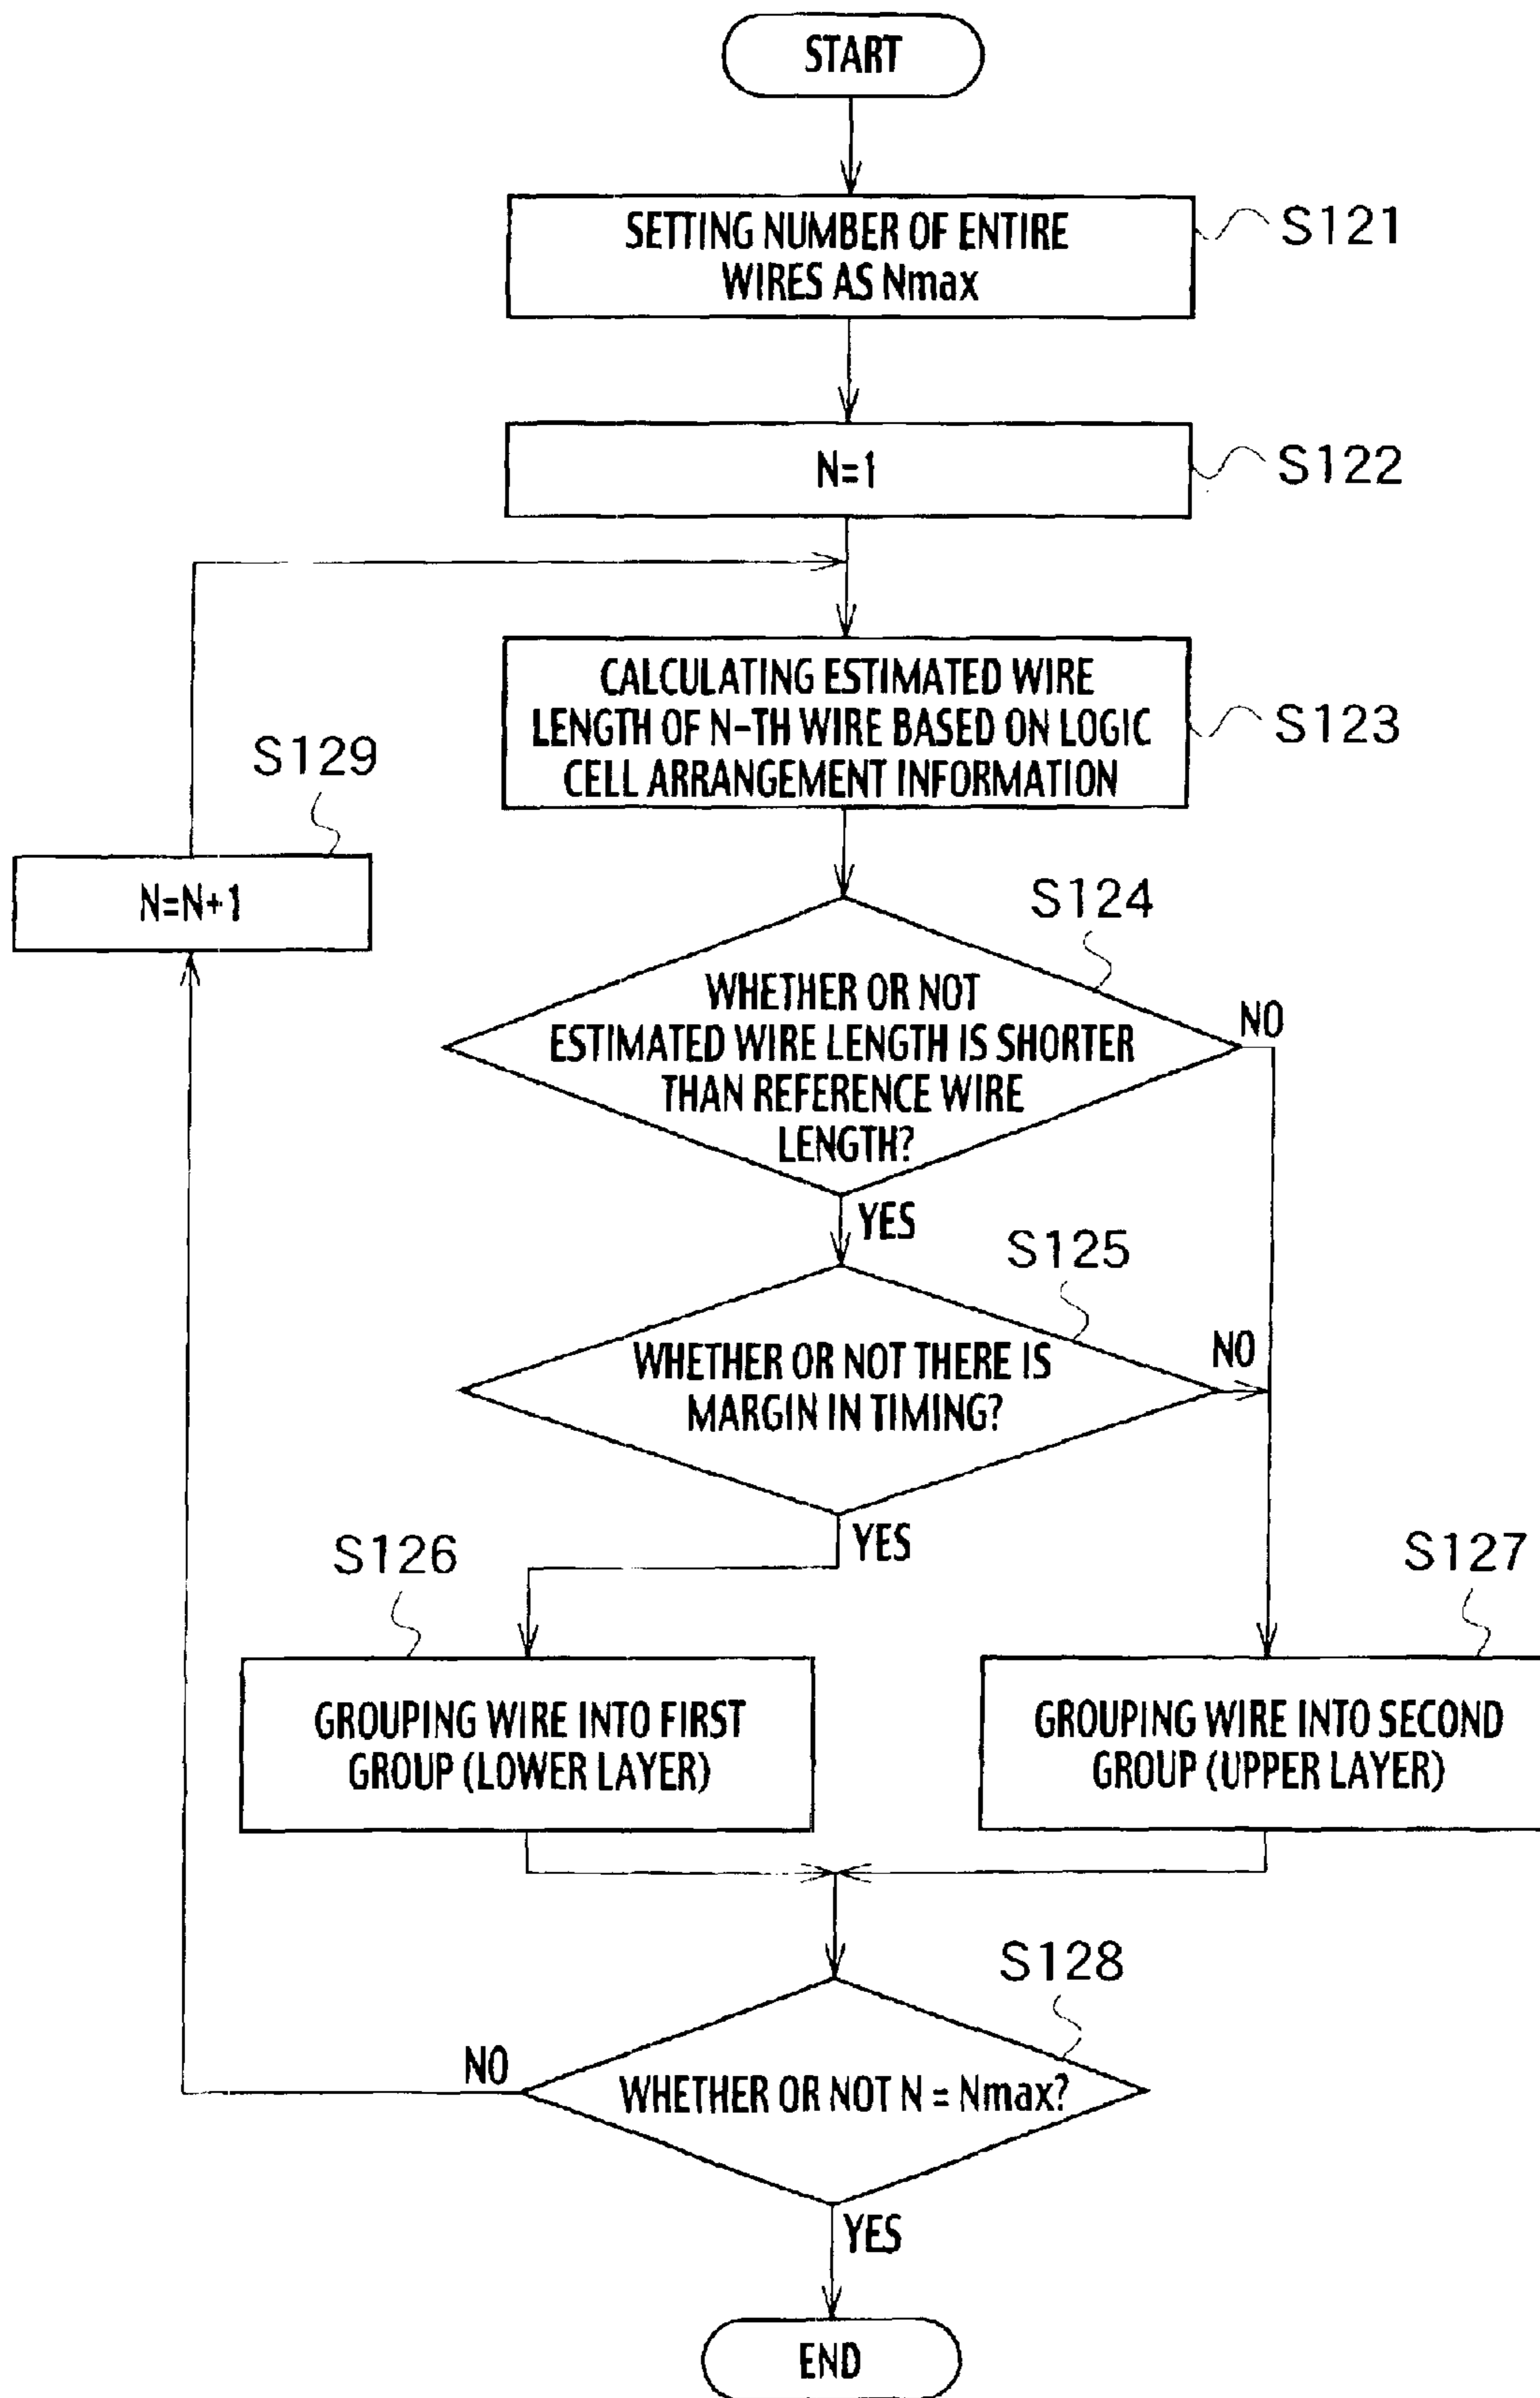 START
SETTING NUMBER OF ENTIRE
WIRES AS Nmax
S121
N=1
S122
CALCULATING ESTIMATED WIRE
LENGTH OF N-TH WIRE BASED ON LOGIC
CELL ARRANGEMENT INFORMATION
S123
S129
N=N+1
S124
WHETHER OR NOT
ESTIMATED WIRE LENGTH IS SHORTER
THAN REFERENCE WIRE
LENGTH?
NO
YES
S125
WHETHER OR NOT THERE IS
MARGIN IN TIMING?
NO
YES
S126
GROUPING WIRE INTO FIRST
GROUP (LOWER LAYER)
S127
GROUPING WIRE INTO SECOND
GROUP (UPPER LAYER)
S128
WHETHER OR NOT N = Nmax?
NO
YES
END